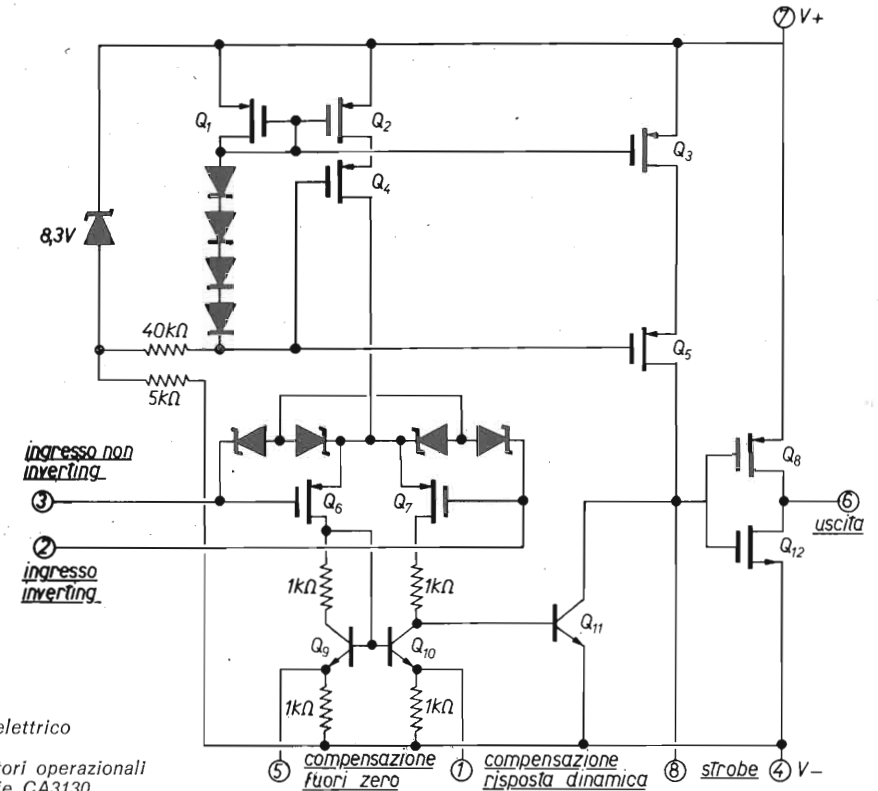 7 V+
Q1
Q2
Q3
Q4
8,3V
40kΩ
5kΩ
Q5
ingresso non
inverting
3
2
ingresso
inverting
Q6
Q7
Q8
6
uscita
Q12
1kΩ
1kΩ
Q9
Q10
Q11
1kΩ
1kΩ
5
compensazione
fuori zero
1
compensazione
risposta dinamica
8
strobe
4 V-
elettrico
tori operazionali
ie CA3130